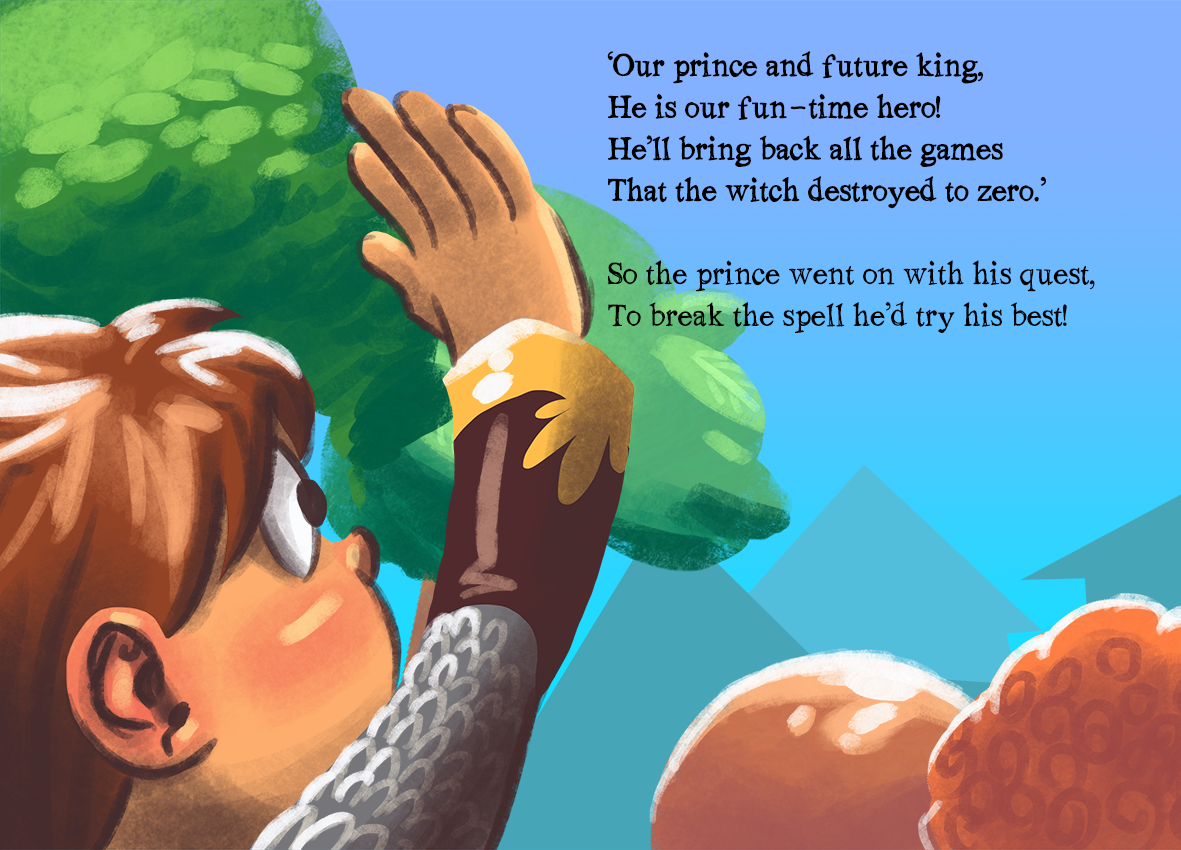 ‘Our prince and future king,
He is our fun-time hero!
He’ll bring back all the games
That the witch destroyed to zero.’
So the prince went on with his quest,
To break the spell he’d try his best!